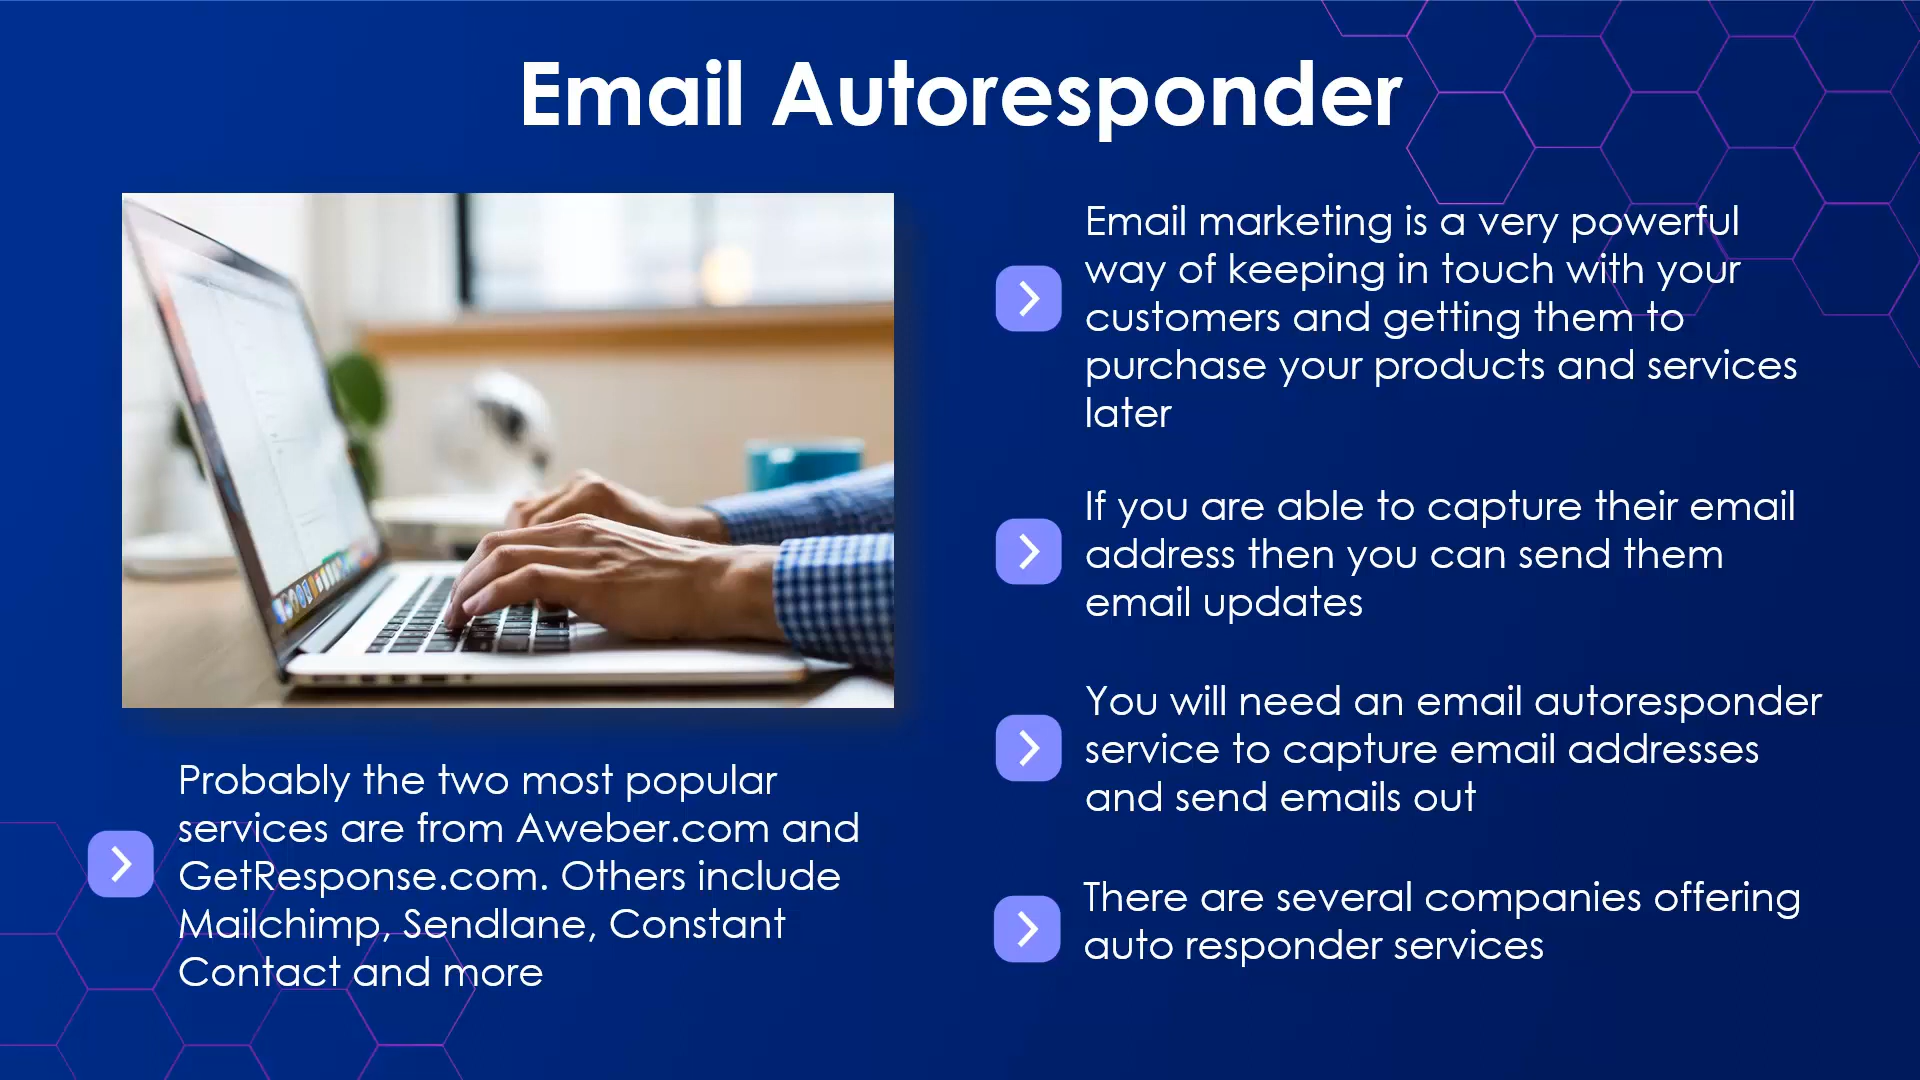 Email Autoresponder
Email marketing is a very powerful
way of keeping in touch with your
customers and getting them to
purchase your products and services
later
If you are able to capture their email
address then you can send them
email updates
You will need an email autoresponder
service to capture email addresses
and send emails out
There are several companies offering
auto responder services
Probably the two most popular
services are from Aweber.com and
GetResponse.com. Others include
Mailchimp, Sendlane, Constant
Contact and more